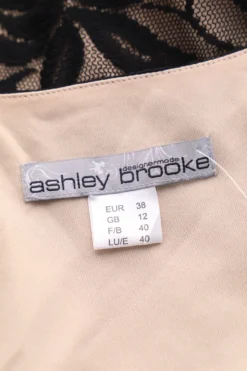 designermode
ashley brooke
EUR 38
GB 12
F/B 40
LU/E 40